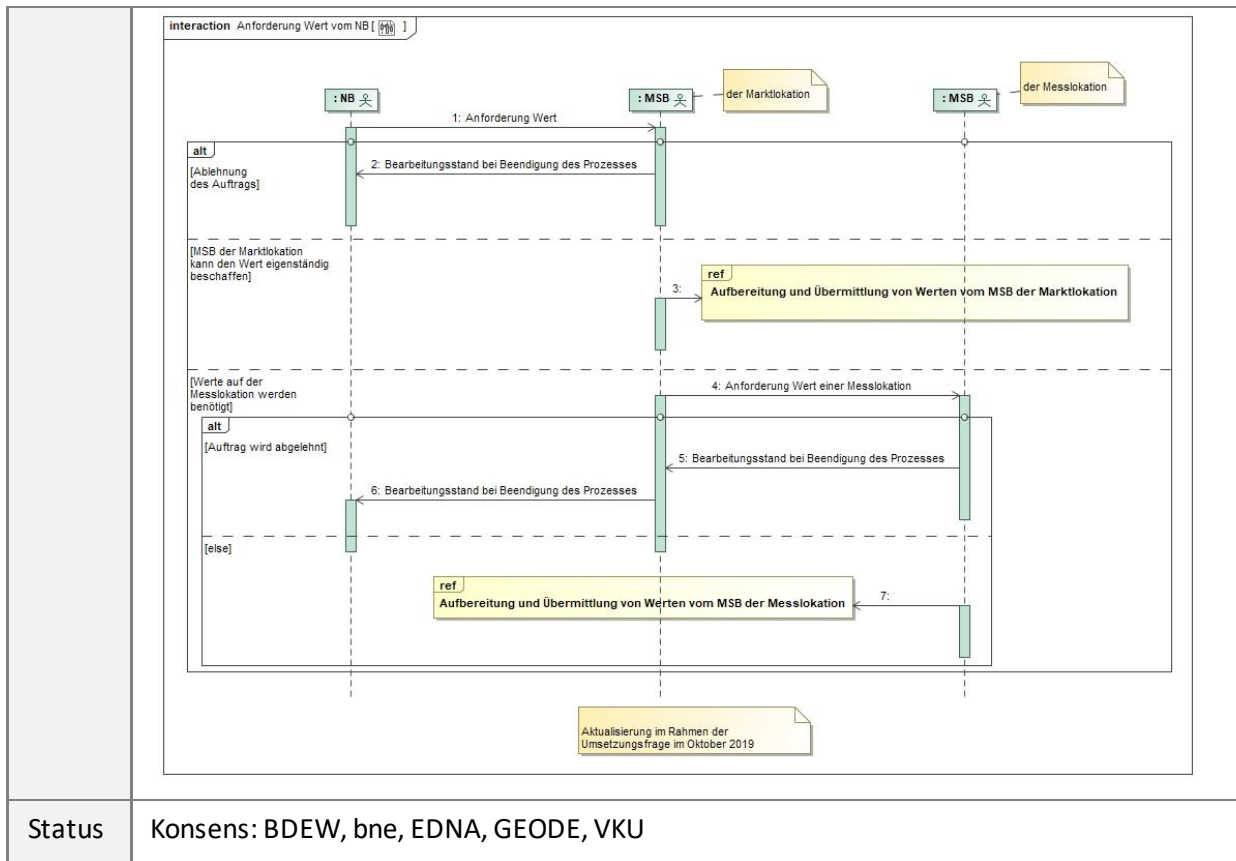 interaction Anforderung Wert vom NB [ ]
: NB
: MSB
der Marktlokation
: MSB
der Messlokation
1: Anforderung Wert
alt
[Ablehnung
des Auftrags]
2: Bearbeitungsstand bei Beendigung des Prozesses
[MSB der Marktlokation
kann den Wert eigenständig
beschaffen]
3:
ref
Aufbereitung und Übermittlung von Werten vom MSB der Marktlokation
[Werte auf der
Messlokation werden
benötigt]
4: Anforderung Wert einer Messlokation
alt
[Auftrag wird abgelehnt]
5: Bearbeitungsstand bei Beendigung des Prozesses
6: Bearbeitungsstand bei Beendigung des Prozesses
[else]
ref
Aufbereitung und Übermittlung von Werten vom MSB der Messlokation
7:
Aktualisierung im Rahmen der
Umsetzungsfrage im Oktober 2019
Status
Konsens: BDEW, bne, EDNA, GEODE, VKU